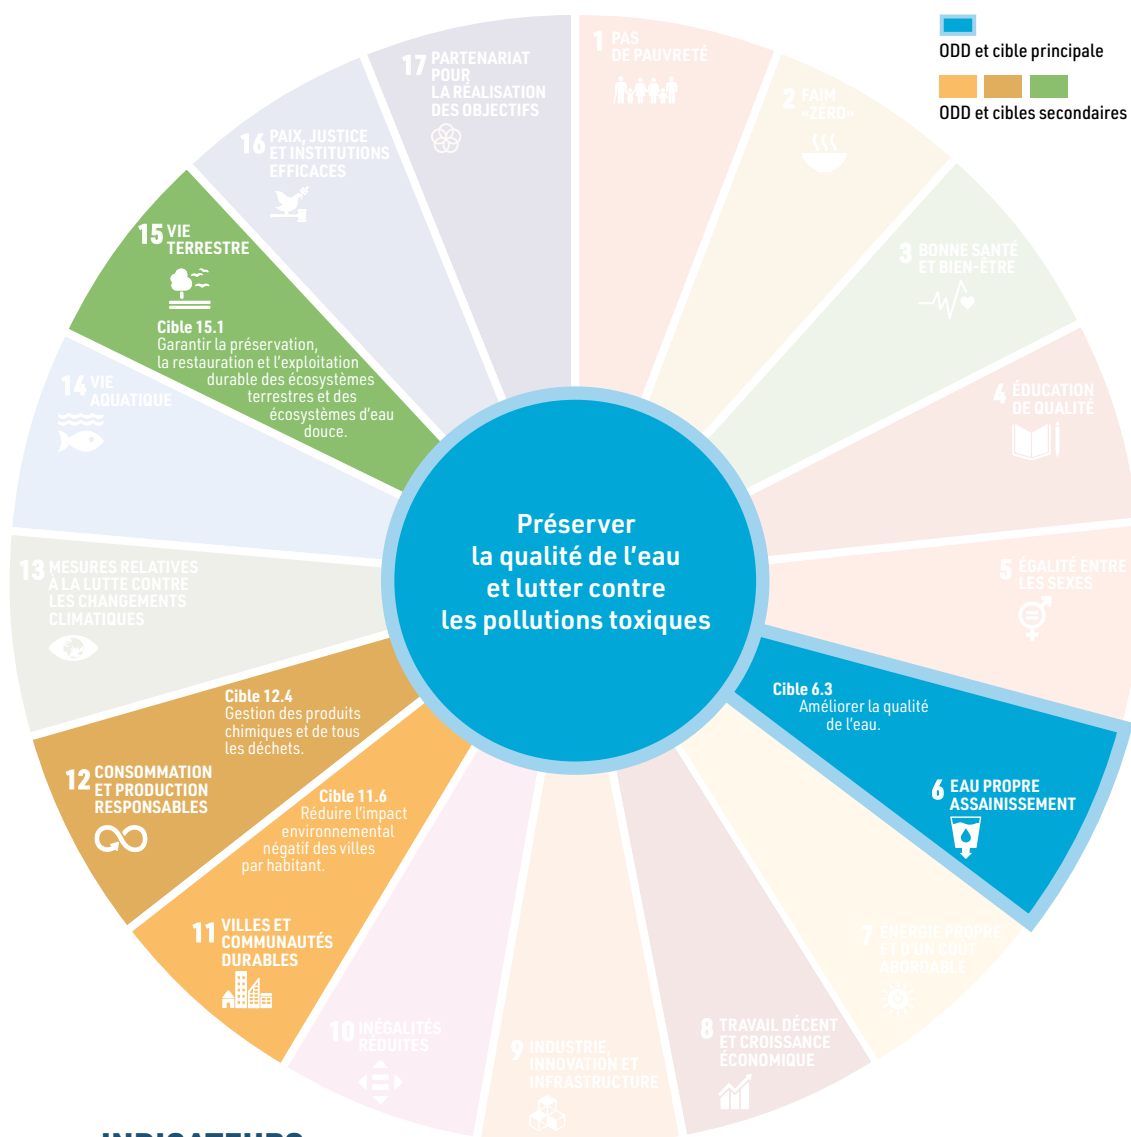 ODD et cible principale
ODD et cibles secondaires
1 PAS
DE PAUVRETÉ
2 FAIM
«ZÉRO»
3 BONNE SANTÉ
ET BIEN-ÊTRE
4 ÉDUCATION
DE QUALITÉ
5 ÉGALITÉ ENTRE
LES SEXES
Cible 6.3
Améliorer la qualité
de l'eau.
6 EAU PROPRE
ASSAINISSEMENT
7 ÉNERGIE PROPRE
ET D'UN COÛT
ABORDABLE
8 TRAVAIL DÉCENT
ET CROISSANCE
ÉCONOMIQUE
9 INDUSTRIE,
INNOVATION ET
INFRASTRUCTURE
10 INÉGALITÉS
RÉDUITES
Cible 11.6
Réduire l'impact
environnemental
négatif des villes
par habitant.
11 VILLES ET
COMMUNAUTÉS
DURABLES
Cible 12.4
Gestion des produits
chimiques et de tous
les déchets.
12 CONSOMMATION
ET PRODUCTION
RESPONSABLES
13 MESURES RELATIVES
À LA LUTTE CONTRE
LES CHANGEMENTS
CLIMATIQUES
14 VIE
AQUATIQUE
15 VIE
TERRESTRE
Cible 15.1
Garantir la préservation,
la restauration et l'exploitation
durable des écosystèmes
terrestres et des
écosystèmes d'eau
douce.
16 PAIX, JUSTICE
ET INSTITUTIONS
EFFICACES
17 PARTENARIAT
POUR
LA RÉALISATION
DES OBJECTIFS
Préserver
la qualité de l'eau
et lutter contre
les pollutions toxiques
INDICATEURS